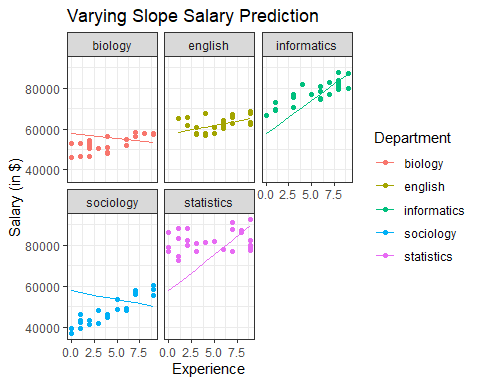 Varying Slope Salary Prediction
biology
english
informatics
80000
60000
40000
0.0 2.5 5.0 7.5
sociology
statistics
80000
60000
40000
0.0 2.5 5.0 7.5
0.0 2.5 5.0 7.5
Salary (in $)
Experience
Department
biology
english
informatics
sociology
statistics